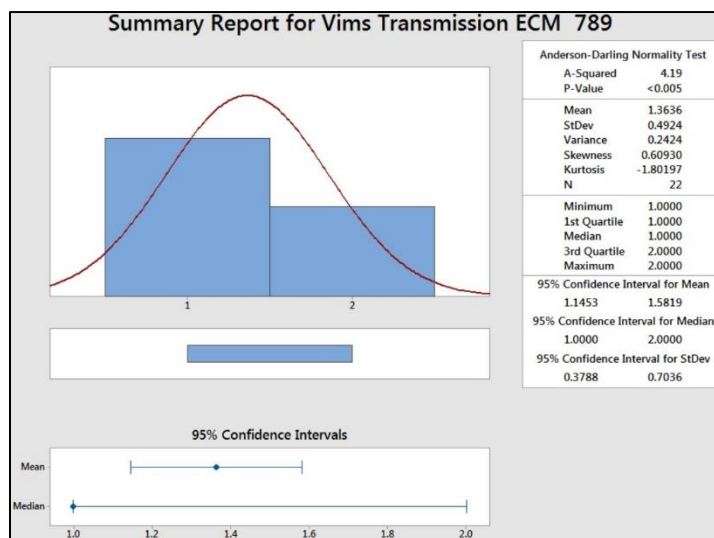 Summary Report for Vims Transmission ECM 789
Anderson-Darling Normality Test
A-Squared 4.19
P-Value <0.005
Mean 1.3636
StDev 0.4924
Variance 0.2424
Skewness 0.60930
Kurtosis -1.80197
N 22
Minimum 1.0000
1st Quartile 1.0000
Median 1.0000
3rd Quartile 2.0000
Maximum 2.0000
95% Confidence Interval for Mean
1.1453 1.5819
95% Confidence Interval for Median
1.0000 2.0000
95% Confidence Interval for StDev
0.3788 0.7036
1 2
95% Confidence Intervals
Mean
Median
1.0 1.2 1.4 1.6 1.8 2.0